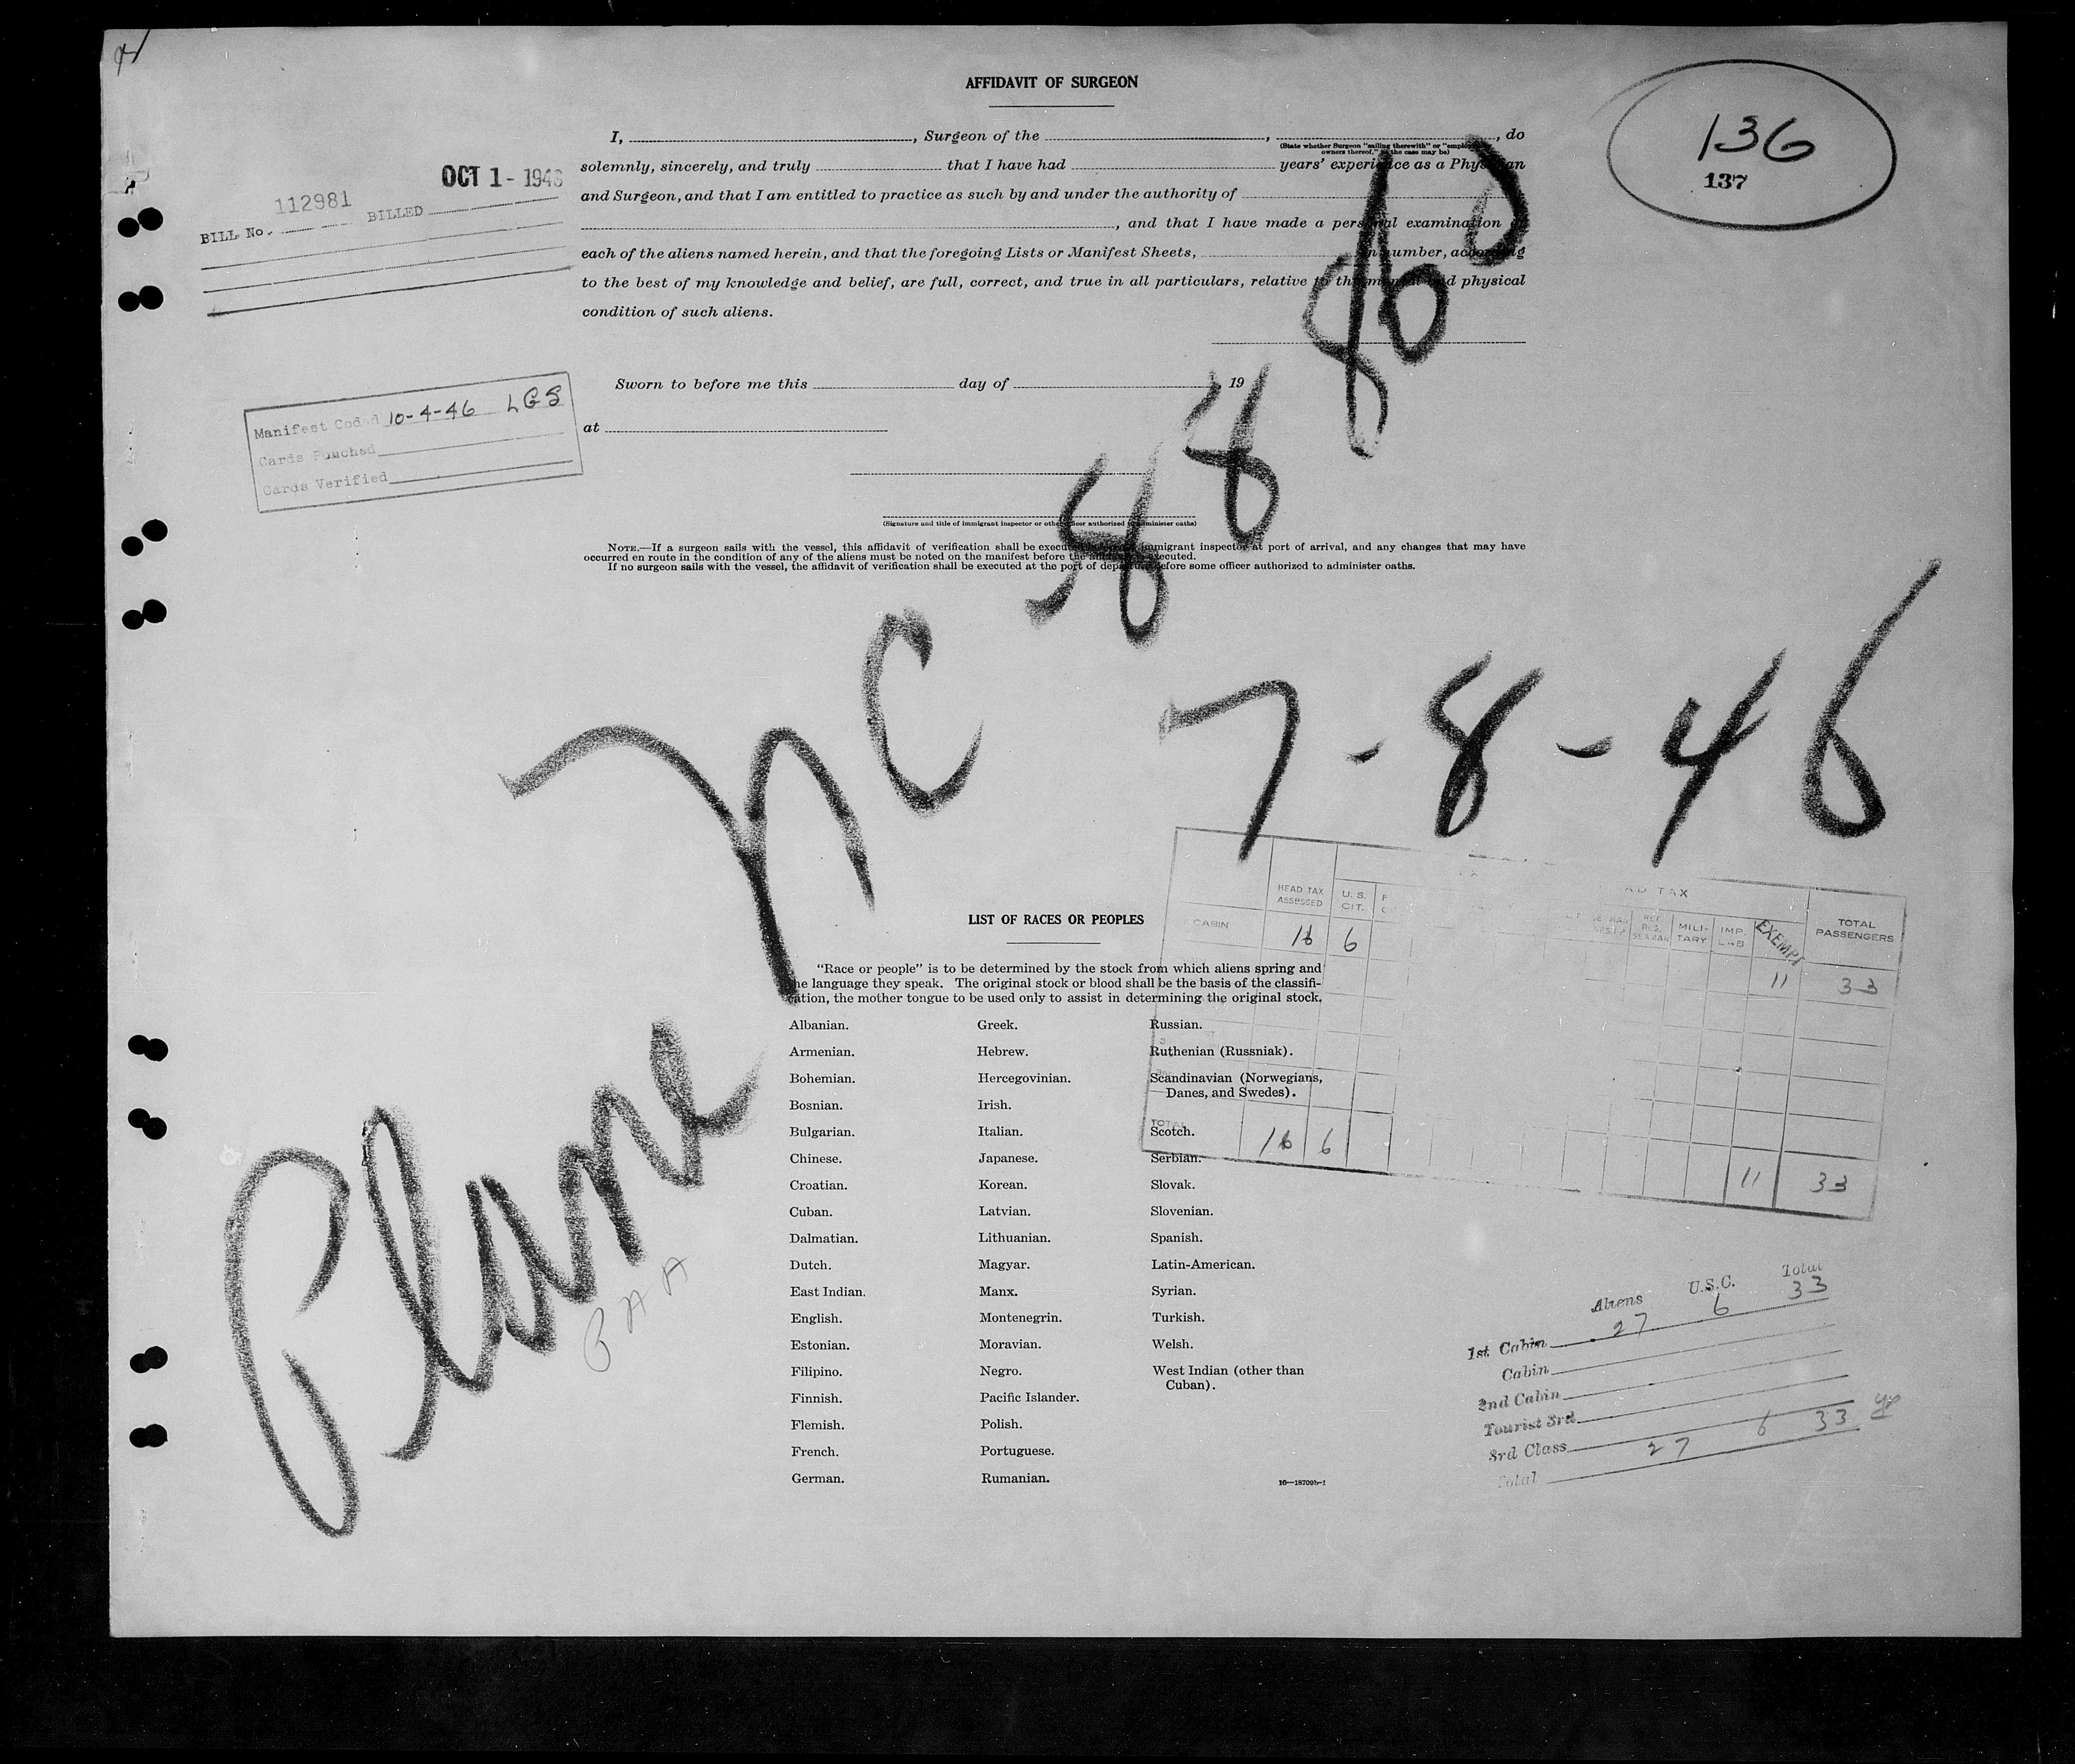 AFFIDAVIT OF SURGEON
136
137
I, , Surgeon of the , , do
(State whether Surgeon "sailing therewith" or "employed by
owners thereof," as the case may be)
solemnly, sincerely, and truly that I have had years' experience as a Physician
and Surgeon, and that I am entitled to practice as such by and under the authority of
, and that I have made a personal examination of
each of the aliens named herein, and that the foregoing Lists or Manifest Sheets, in number, according
to the best of my knowledge and belief, are full, correct, and true in all particulars, relative to the mental and physical
condition of such aliens.
OCT 1 - 1946
BILL No. 112981 BILLED
Sworn to before me this day of , 19
at
Manifest Coded 10-4-46 LGS
Cards Punched
Cards Verified
(Signature and title of immigrant inspector or other officer authorized to administer oaths)
NOTE.—If a surgeon sails with the vessel, this affidavit of verification shall be executed before an immigrant inspector at port of arrival, and any changes that may have
occurred en route in the condition of any of the aliens must be noted on the manifest before the affidavit is executed.
If no surgeon sails with the vessel, the affidavit of verification shall be executed at the port of departure before some officer authorized to administer oaths.
Plane NC-88860
7-8-46
PAA
HEAD TAX ASSESSED
U. S. CIT.
AD TAX
MILI-TARY
IMP. LAB
EXEMPT
TOTAL PASSENGERS
CABIN 16 6 11 33
TOTAL 16 6 11 33
LIST OF RACES OR PEOPLES
"Race or people" is to be determined by the stock from which aliens spring and
the language they speak. The original stock or blood shall be the basis of the classifi-
cation, the mother tongue to be used only to assist in determining the original stock.
Albanian. Greek. Russian.
Armenian. Hebrew. Ruthenian (Russniak).
Bohemian. Hercegovinian. Scandinavian (Norwegians,
Danes, and Swedes).
Bosnian. Irish.
Bulgarian. Italian. Scotch.
Chinese. Japanese. Serbian.
Croatian. Korean. Slovak.
Cuban. Latvian. Slovenian.
Dalmatian. Lithuanian. Spanish.
Dutch. Magyar. Latin-American.
East Indian. Manx. Syrian.
English. Montenegrin. Turkish.
Estonian. Moravian. Welsh.
Filipino. Negro. West Indian (other than
Cuban).
Finnish. Pacific Islander.
Flemish. Polish.
French. Portuguese.
German. Rumanian.
16—18709b-1
Aliens U.S.C. Total
1st Cabin 27 6 33
Cabin
2nd Cabin
Tourist 3rd
3rd Class
Total 27 6 33